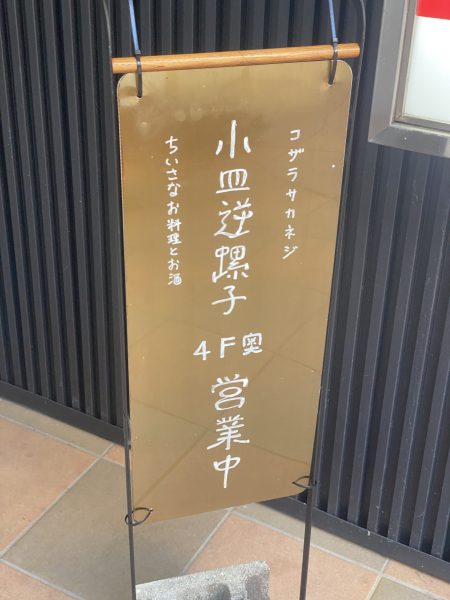 コザラサカネジ
小皿逆螺子
4F奥
営業中
ちいさなお料理とお酒